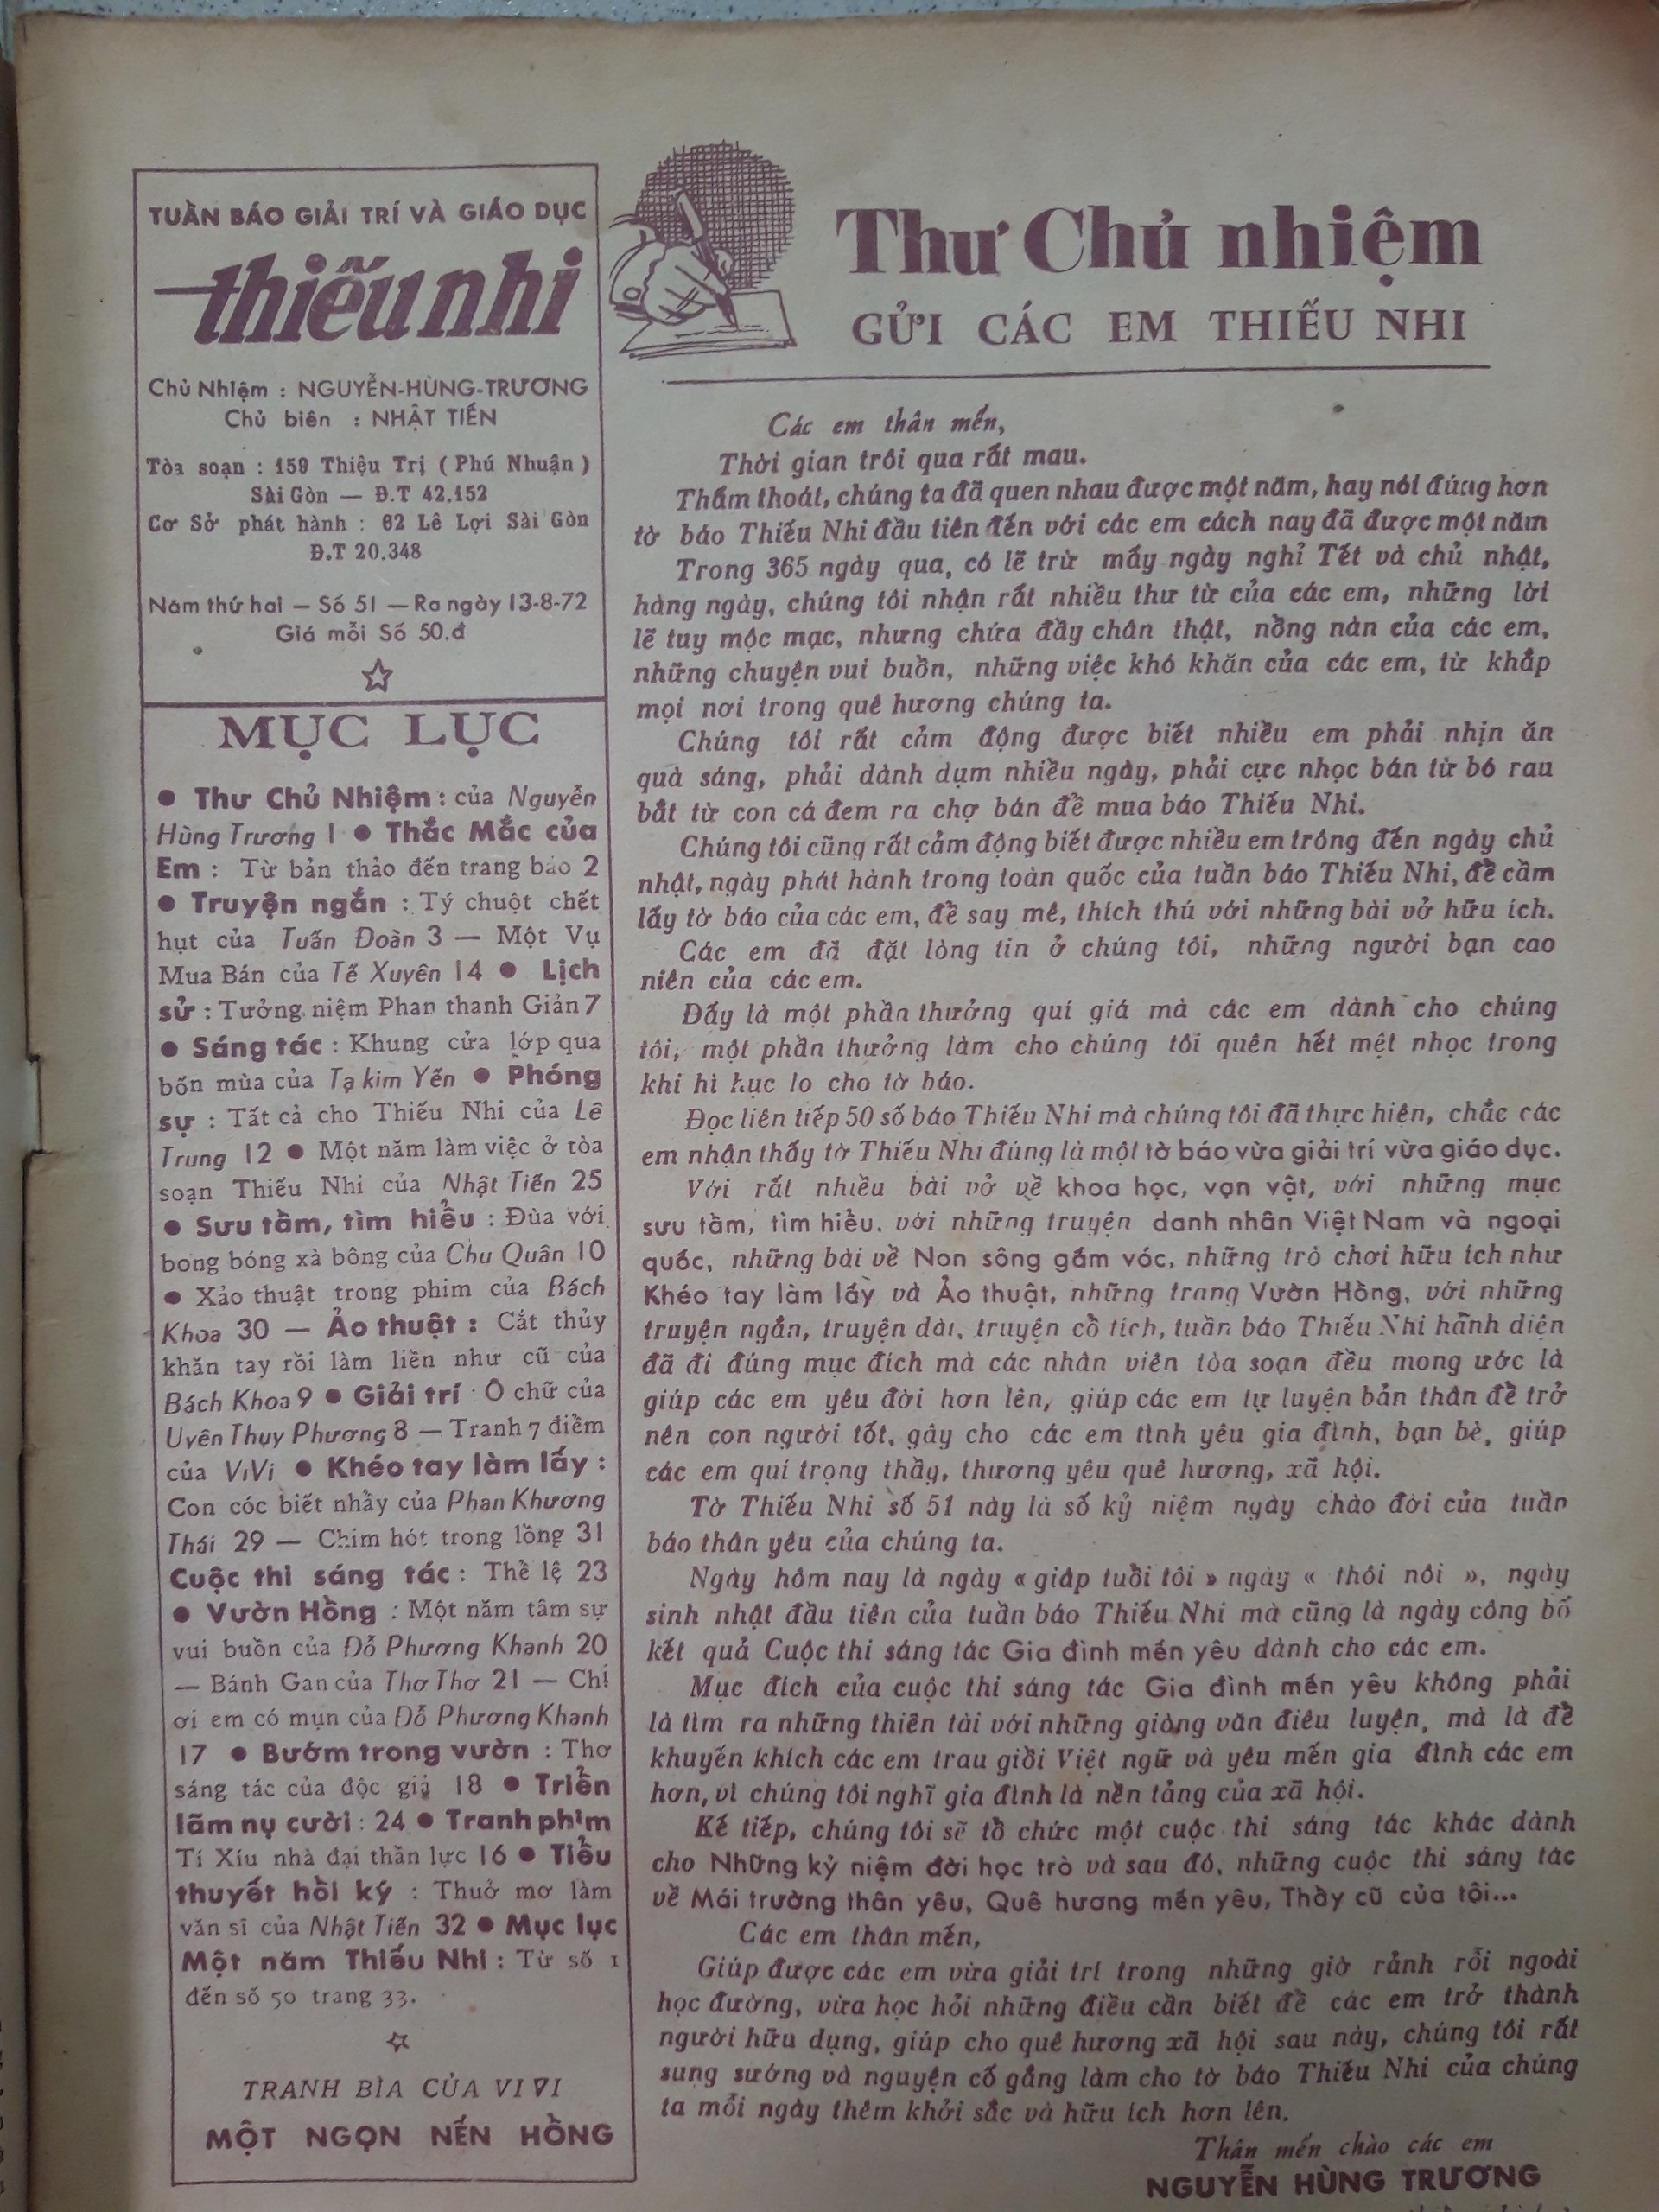 TUẦN BÁO GIẢI TRÍ VÀ GIÁO DỤC
thiếu nhi
Chủ Nhiệm : NGUYỄN-HÙNG-TRƯƠNG
Chủ biên : NHẬT TIẾN
Tòa soạn : 159 Thiệu Trị ( Phú Nhuận )
Sài Gòn — Đ.T 42.152
Cơ Sở phát hành : 62 Lê Lợi Sài Gòn
Đ.T 20.348
Năm thứ hai — Số 51 — Ra ngày 13-8-72
Giá mỗi Số 50.đ
MỤC LỤC
● Thư Chủ Nhiệm : của Nguyễn
Hùng Trương 1 ● Thắc Mắc của
Em : Từ bản thảo đến trang báo 2
● Truyện ngắn : Tý chuột chết
hụt của Tuấn Đoàn 3 — Một Vụ
Mua Bán của Tế Xuyên 14 ● Lịch
sử : Tưởng niệm Phan thanh Giản 7
● Sáng tác : Khung cửa lớp qua
bốn mùa của Tạ kim Yến ● Phóng
sự : Tất cả cho Thiếu Nhi của Lê
Trung 12 ● Một năm làm việc ở tòa
soạn Thiếu Nhi của Nhật Tiến 25
● Sưu tầm, tìm hiểu : Đùa với
bong bóng xà bông của Chu Quân 10
● Xảo thuật trong phim của Bách
Khoa 30 — Ảo thuật : Cắt thủy
khăn tay rồi làm liền như cũ của
Bách Khoa 9 ● Giải trí : Ô chữ của
Uyên Thụy Phương 8 — Tranh 7 điểm
của ViVi ● Khéo tay làm lấy :
Con cóc biết nhảy của Phan Khương
Thái 29 — Chim hót trong lồng 31
Cuộc thi sáng tác : Thể lệ 23
● Vườn Hồng : Một năm tâm sự
vui buồn của Đỗ Phương Khanh 20
— Bánh Gan của Thơ Thơ 21 — Chị
ơi em có mụn của Đỗ Phương Khanh
17 ● Bướm trong vườn : Thơ
sáng tác của độc giả 18 ● Triển
lãm nụ cười : 24 ● Tranh phim
Tí Xíu nhà đại thần lực 16 ● Tiểu
thuyết hồi ký : Thuở mơ làm
văn sĩ của Nhật Tiến 32 ● Mục lục
Một năm Thiếu Nhi : Từ số 1
đến số 50 trang 33.
TRANH BÌA CỦA VIVI
MỘT NGỌN NẾN HỒNG
Thư Chủ nhiệm
GỬI CÁC EM THIẾU NHI
Các em thân mến,
Thời gian trôi qua rất mau.
Thấm thoát, chúng ta đã quen nhau được một năm, hay nói đúng hơn
tờ báo Thiếu Nhi đầu tiên đến với các em cách nay đã được một năm
Trong 365 ngày qua, có lẽ trừ mấy ngày nghỉ Tết và chủ nhật,
hàng ngày, chúng tôi nhận rất nhiều thư từ của các em, những lời
lẽ tuy mộc mạc, nhưng chứa đầy chân thật, nồng nàn của các em,
những chuyện vui buồn, những việc khó khăn của các em, từ khắp
mọi nơi trong quê hương chúng ta.
Chúng tôi rất cảm động được biết nhiều em phải nhịn ăn
quà sáng, phải dành dụm nhiều ngày, phải cực nhọc bán từ bó rau
bắt từ con cá đem ra chợ bán để mua báo Thiếu Nhi.
Chúng tôi cũng rất cảm động biết được nhiều em trông đến ngày chủ
nhật, ngày phát hành trong toàn quốc của tuần báo Thiếu Nhi, để cầm
lấy tờ báo của các em, để say mê, thích thú với những bài vở hữu ích.
Các em đã đặt lòng tin ở chúng tôi, những người bạn cao
niên của các em.
Đấy là một phần thưởng quí giá mà các em dành cho chúng
tôi, một phần thưởng làm cho chúng tôi quên hết mệt nhọc trong
khi hì hục lo cho tờ báo.
Đọc liên tiếp 50 số báo Thiếu Nhi mà chúng tôi đã thực hiện, chắc các
em nhận thấy tờ Thiếu Nhi đúng là một tờ báo vừa giải trí vừa giáo dục.
Với rất nhiều bài vở về khoa học, vạn vật, với những mục
sưu tầm, tìm hiểu, với những truyện danh nhân Việt Nam và ngoại
quốc, những bài về Non sông gấm vóc, những trò chơi hữu ích như
Khéo tay làm lấy và Ảo thuật, những trang Vườn Hồng, với những
truyện ngắn, truyện dài, truyện cổ tích, tuần báo Thiếu Nhi hãnh diện
đã đi đúng mục đích mà các nhân viên tòa soạn đều mong ước là
giúp các em yêu đời hơn lên, giúp các em tự luyện bản thân để trở
nên con người tốt, gây cho các em tình yêu gia đình, bạn bè, giúp
các em quí trọng thầy, thương yêu quê hương, xã hội.
Tờ Thiếu Nhi số 51 này là số kỷ niệm ngày chào đời của tuần
báo thân yêu của chúng ta.
Ngày hôm nay là ngày « giáp tuổi tôi » ngày « thôi nôi », ngày
sinh nhật đầu tiên của tuần báo Thiếu Nhi mà cũng là ngày công bố
kết quả Cuộc thi sáng tác Gia đình mến yêu dành cho các em.
Mục đích của cuộc thi sáng tác Gia đình mến yêu không phải
là tìm ra những thiên tài với những giòng văn điêu luyện, mà là để
khuyến khích các em trau giồi Việt ngữ và yêu mến gia đình các em
hơn, vì chúng tôi nghĩ gia đình là nền tảng của xã hội.
Kế tiếp, chúng tôi sẽ tổ chức một cuộc thi sáng tác khác dành
cho Những kỷ niệm đời học trò và sau đó, những cuộc thi sáng tác
về Mái trường thân yêu, Quê hương mến yêu, Thầy cũ của tôi...
Các em thân mến,
Giúp được các em vừa giải trí trong những giờ rảnh rỗi ngoài
học đường, vừa học hỏi những điều cần biết để các em trở thành
người hữu dụng, giúp cho quê hương xã hội sau này, chúng tôi rất
sung sướng và nguyện cố gắng làm cho tờ báo Thiếu Nhi của chúng
ta mỗi ngày thêm khởi sắc và hữu ích hơn lên.
Thân mến chào các em
NGUYỄN HÙNG TRƯƠNG